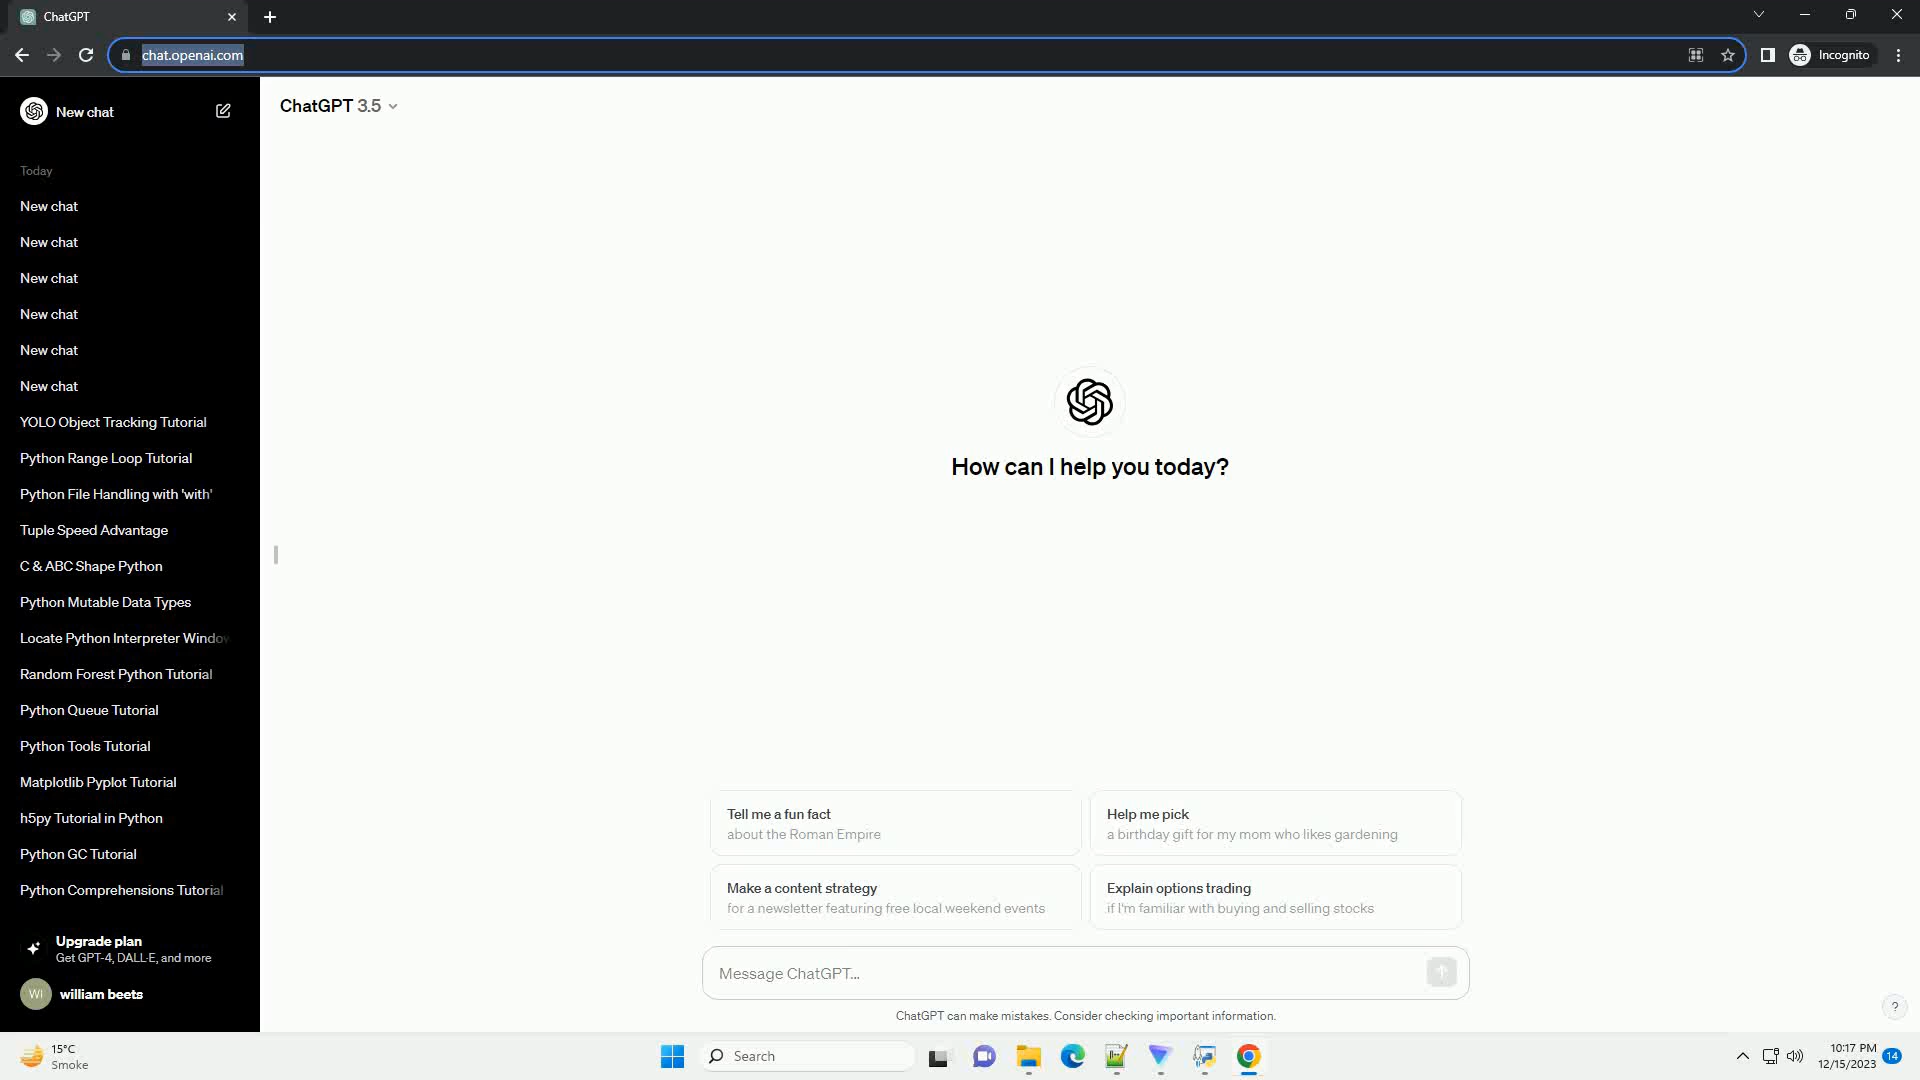 ChatGPT
chat.openai.com
Incognito
New chat
ChatGPT 3.5
Today
New chat
New chat
New chat
New chat
New chat
New chat
YOLO Object Tracking Tutorial
Python Range Loop Tutorial
Python File Handling with 'with'
Tuple Speed Advantage
C & ABC Shape Python
Python Mutable Data Types
Locate Python Interpreter Window
Random Forest Python Tutorial
Python Queue Tutorial
Python Tools Tutorial
Matplotlib Pyplot Tutorial
h5py Tutorial in Python
Python GC Tutorial
Python Comprehensions Tutorial
Upgrade plan
Get GPT-4, DALL·E, and more
WI
william beets
How can I help you today?
Tell me a fun fact
about the Roman Empire
Help me pick
a birthday gift for my mom who likes gardening
Make a content strategy
for a newsletter featuring free local weekend events
Explain options trading
if I'm familiar with buying and selling stocks
Message ChatGPT...
ChatGPT can make mistakes. Consider checking important information.
?
15°C
Smoke
Search
10:17 PM
12/15/2023
14